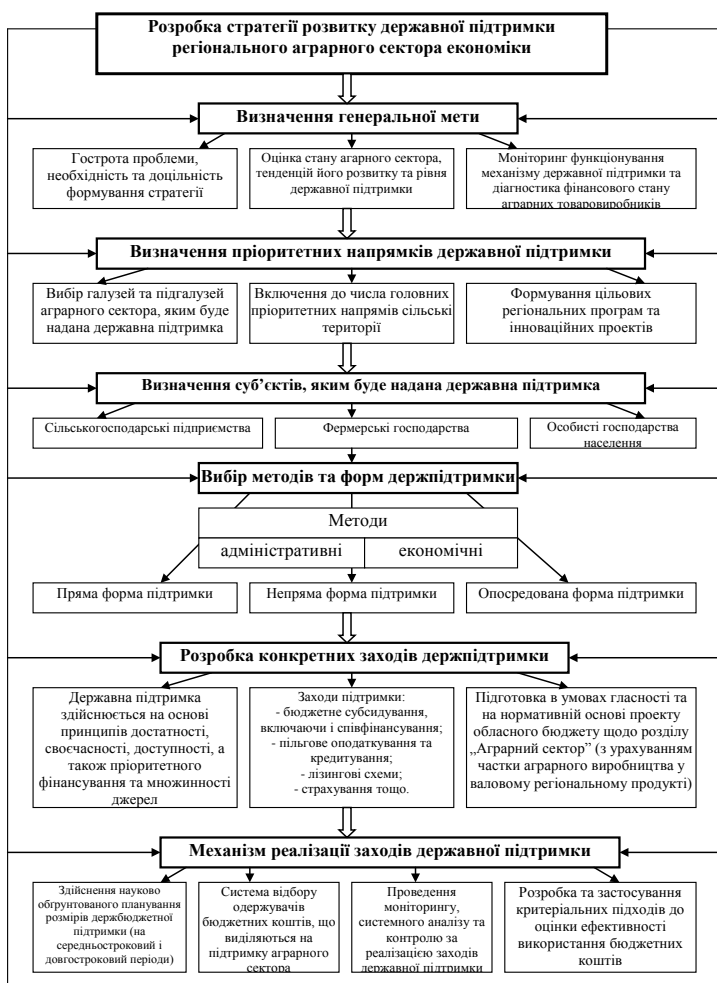 Розробка стратегії розвитку державної підтримки
регіонального аграрного сектора економіки
Визначення генеральної мети
Гострота проблеми,
необхідність та доцільність
формування стратегії
Оцінка стану агарного сектора,
тенденцій його розвитку та рівня
державної підтримки
Моніторинг функціонування
механізму державної підтримки та
діагностика фінансового стану
аграрних товаровиробників
Визначення пріоритетних напрямків державної підтримки
Вибір галузей та підгалузей
аграрного сектора, яким буде
надана державна підтримка
Включення до числа головних
пріоритетних напрямів сільські
території
Формування цільових
регіональних програм та
інноваційних проектів
Визначення суб’єктів, яким буде надана державна підтримка
Сільськогосподарські підприємства
Фермерські господарства
Особисті господарства
населення
Вибір методів та форм держпідтримки
Методи
адміністративні
економічні
Пряма форма підтримки
Непряма форма підтримки
Опосредована форма підтримки
Розробка конкретних заходів держпідтримки
Державна підтримка
здійснюється на основі
принципів достатності,
своєчасності, доступності, а
також пріоритетного
фінансування та множинності
джерел
Заходи підтримки:
- бюджетне субсидування,
включаючи і співфінансування;
- пільгове оподаткування та
кредитування;
- лізингові схеми;
- страхування тощо.
Підготовка в умовах гласності та
на нормативній основі проекту
обласного бюджету щодо розділу
„Аграрний сектор” (з урахуванням
частки аграрного виробництва у
валовому регіональному продукті)
Механізм реалізації заходів державної підтримки
Здійснення науково
обґрунтованого планування
розмірів держбюджетної
підтримки (на
середньостроковий і
довгостроковий періоди)
Система відбору
одержувачів
бюджетних коштів, що
виділяються на
підтримку аграрного
сектора
Проведення
моніторингу,
системного аналізу та
контролю за
реалізацією заходів
державної підтримки
Розробка та застосування
критеріальних підходів до
оцінки ефективності
використання бюджетних
коштів